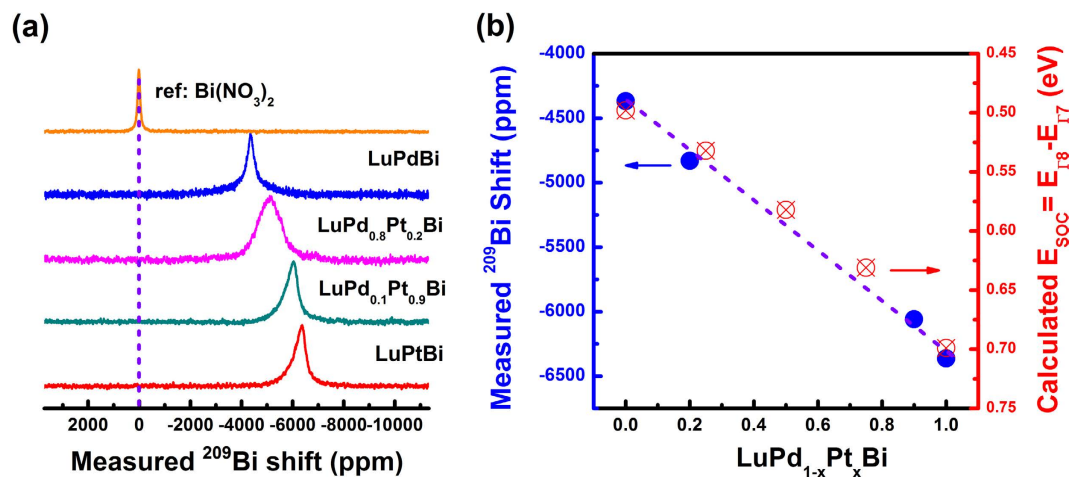 (a)
ref: Bi(NO3)2
LuPdBi
LuPd0.8Pt0.2Bi
LuPd0.1Pt0.9Bi
LuPtBi
2000 0 -2000 -4000 -6000 -8000 -10000
Measured 209Bi shift (ppm)
(b)
Measured 209Bi Shift (ppm)
-4000
-4500
-5000
-5500
-6000
-6500
0.0 0.2 0.4 0.6 0.8 1.0
LuPd1-xPtxBi
0.45
0.50
0.55
0.60
0.65
0.70
0.75
Calculated ESOC = EΓ8-EΓ7 (eV)